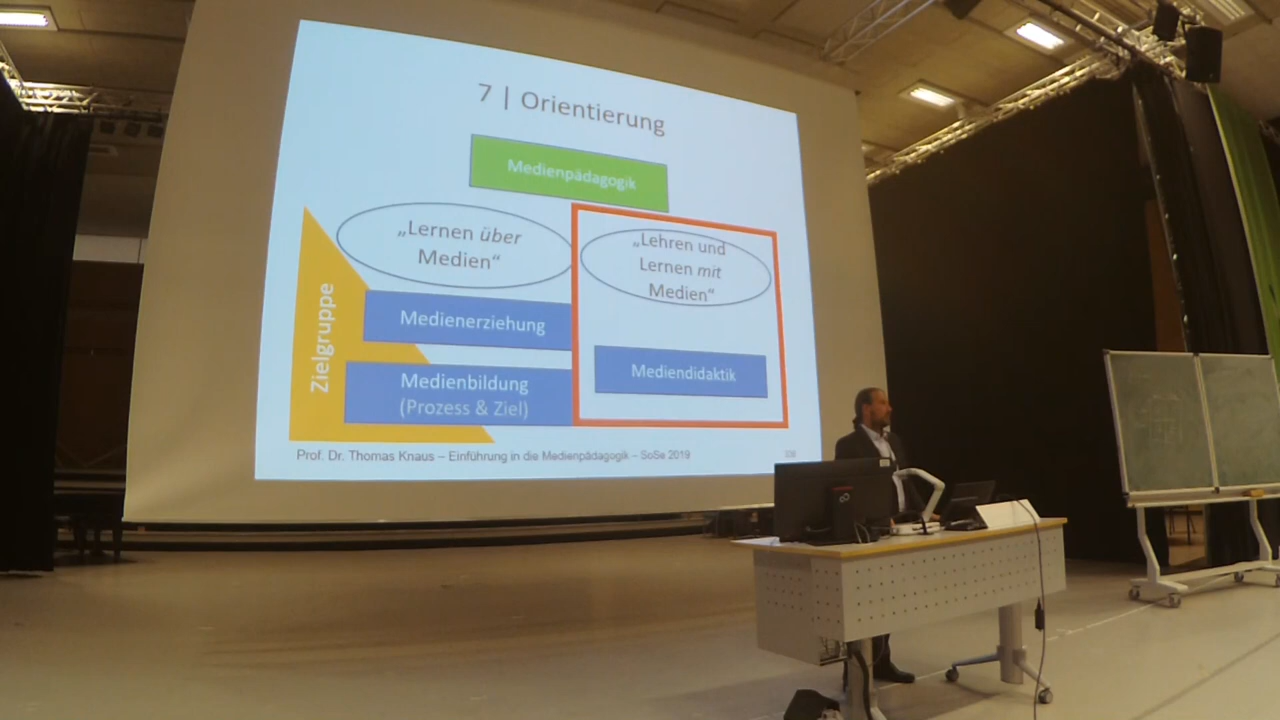 7 | Orientierung
Medienpädagogik
„Lernen über
Medien“
„Lehren und
Lernen mit
Medien“
Zielgruppe
Medienerziehung
Mediendidaktik
Medienbildung
(Prozess & Ziel)
Prof. Dr. Thomas Knaus – Einführung in die Medienpädagogik – SoSe 2019